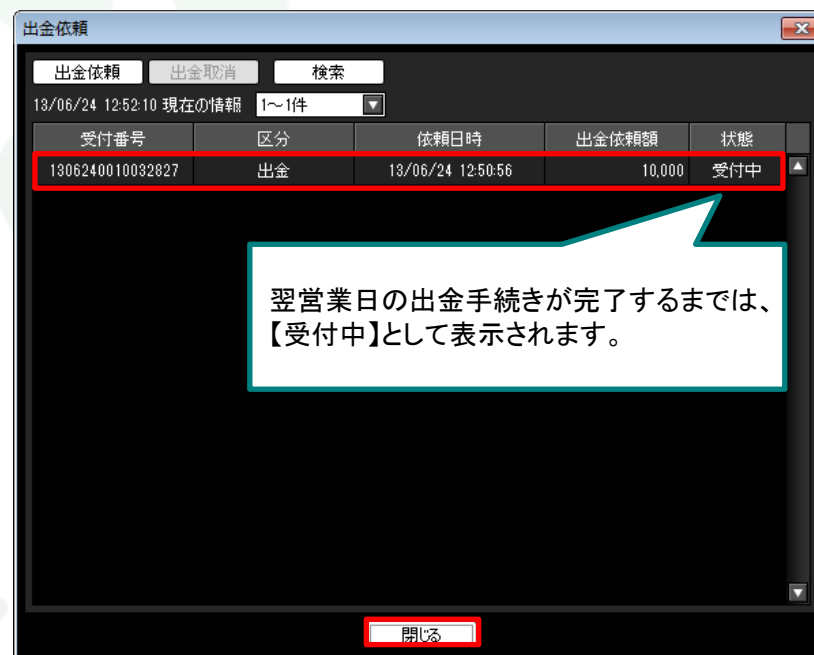 出金依頼
出金依頼 出金取消 検索
13/06/24 12:52:10 現在の情報 1～1件
受付番号 区分 依頼日時 出金依頼額 状態
1306240010032827 出金 13/06/24 12:50:56 10,000 受付中
翌営業日の出金手続きが完了するまでは、
【受付中】として表示されます。
閉じる